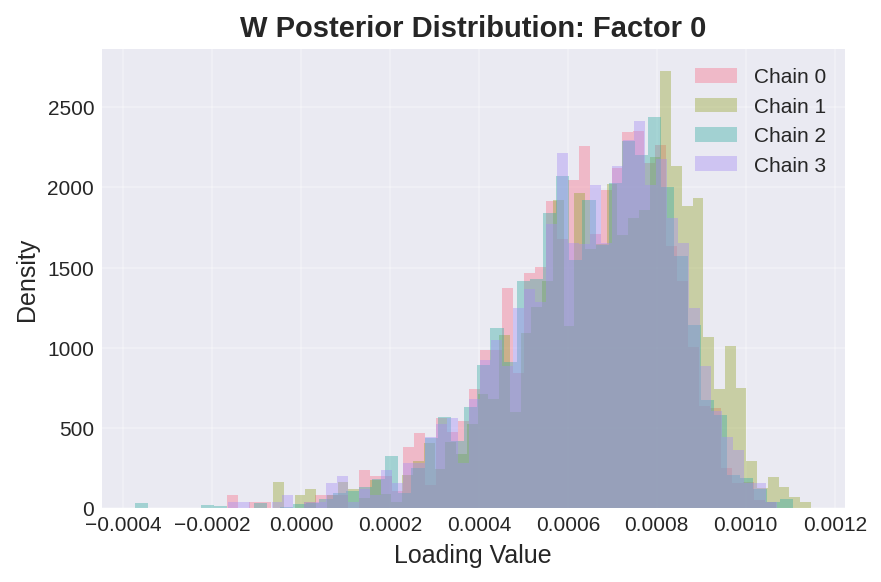 W Posterior Distribution: Factor 0
Chain 0
Chain 1
Chain 2
Chain 3
Density
2500
2000
1500
1000
500
0
−0.0004 −0.0002 0.0000 0.0002 0.0004 0.0006 0.0008 0.0010 0.0012
Loading Value